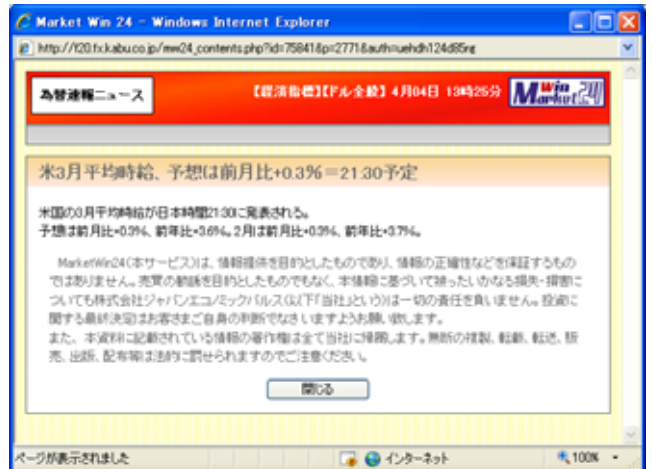 Market Win 24 - Windows Internet Explorer
http://f20.fx.kabu.co.jp/mw24_contents.php?id=75841&p=2771&auth=uehdh124d85rg
為替速報ニュース
【経済指標】【ドル全般】 4月04日 13時25分
Market Win 24
米3月平均時給、予想は前月比+0.3%=21:30予定
米国の3月平均時給が日本時間21:30に発表される。
予想は前月比+0.3%、前年比+3.6%。2月は前月比+0.3%、前年比+3.7%。
MarketWin24(本サービス)は、情報提供を目的としたものであり、情報の正確性などを保証するもの
ではありません。売買の勧誘を目的としたものでもなく、本情報に基づいて被ったいかなる損失・損害に
ついても株式会社ジャパンエコノミックパルス(以下「当社」という)は一切の責任を負いません。投資に
関する最終決定はお客さまご自身の判断でなさいますようお願い致します。
また、本資料に記載されている情報の著作権は全て当社に帰属します。無断の複製、転載、転送、販
売、出版、配布等は法的に罰せられますのでご注意ください。
閉じる
ページが表示されました
インターネット
100%